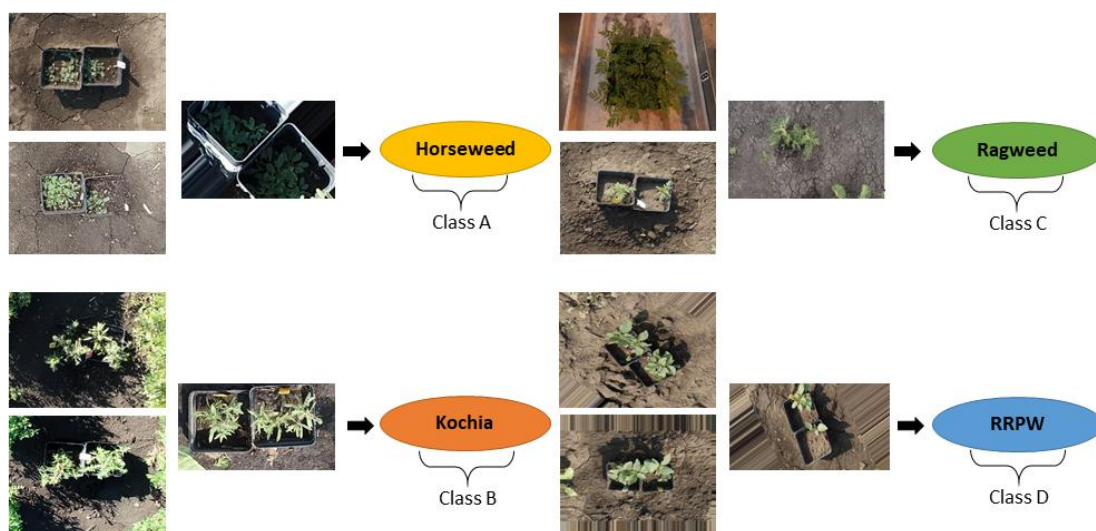 Horseweed
Class A
Ragweed
Class C
Kochia
Class B
RRPW
Class D